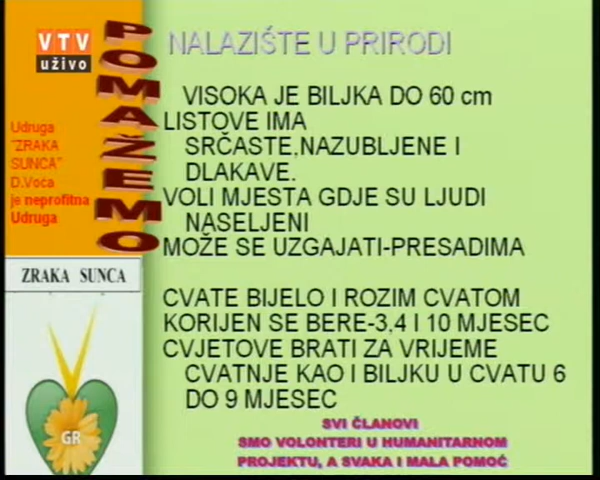 VTV
uživo
POMAŽEMO
Udruga
"ZRAKA
SUNCA"
D.Voća
je neprofitna
Udruga
ZRAKA SUNCA
GR
NALAZIŠTE U PRIRODI
VISOKA JE BILJKA DO 60 cm
LISTOVE IMA
SRČASTE,NAZUBLJENE I
DLAKAVE.
VOLI MJESTA GDJE SU LJUDI
NASELJENI
MOŽE SE UZGAJATI-PRESADIMA
CVATE BIJELO I ROZIM CVATOM
KORIJEN SE BERE-3,4 I 10 MJESEC
CVJETOVE BRATI ZA VRIJEME
CVATNJE KAO I BILJKU U CVATU 6
DO 9 MJESEC
SVI ČLANOVI
SMO VOLONTERI U HUMANITARNOM
PROJEKTU, A SVAKA I MALA POMOĆ